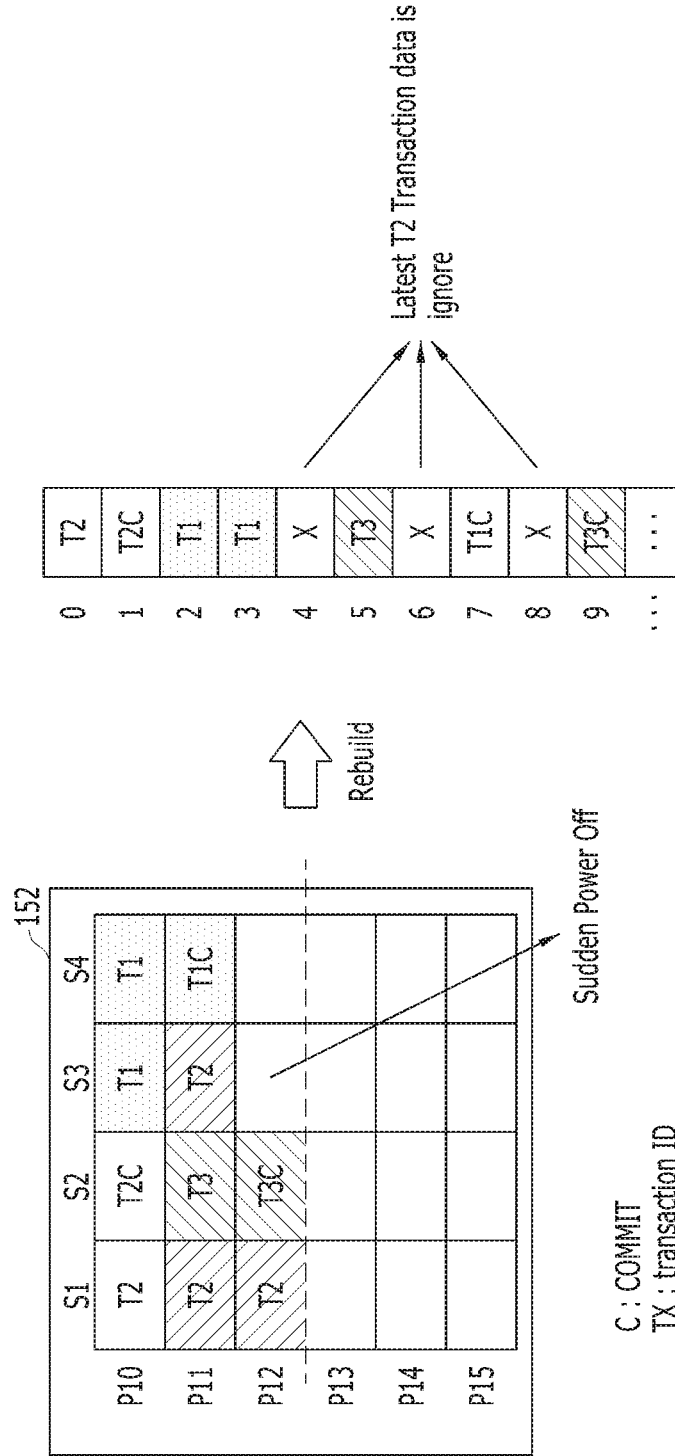 152
S1 S2 S3 S4
P10 T2 T2C T1 T1
P11 T2 T3 T2 T1C
P12 T2 T3C
P13
P14
P15
Sudden Power Off
C : COMMIT
TX : transaction ID
Rebuild
0 T2
1 T2C
2 T1
3 T1
4 X
5 T3
6 X
7 T1C
8 X
9 T3C
... ...
Latest T2 Transaction data is
ignore